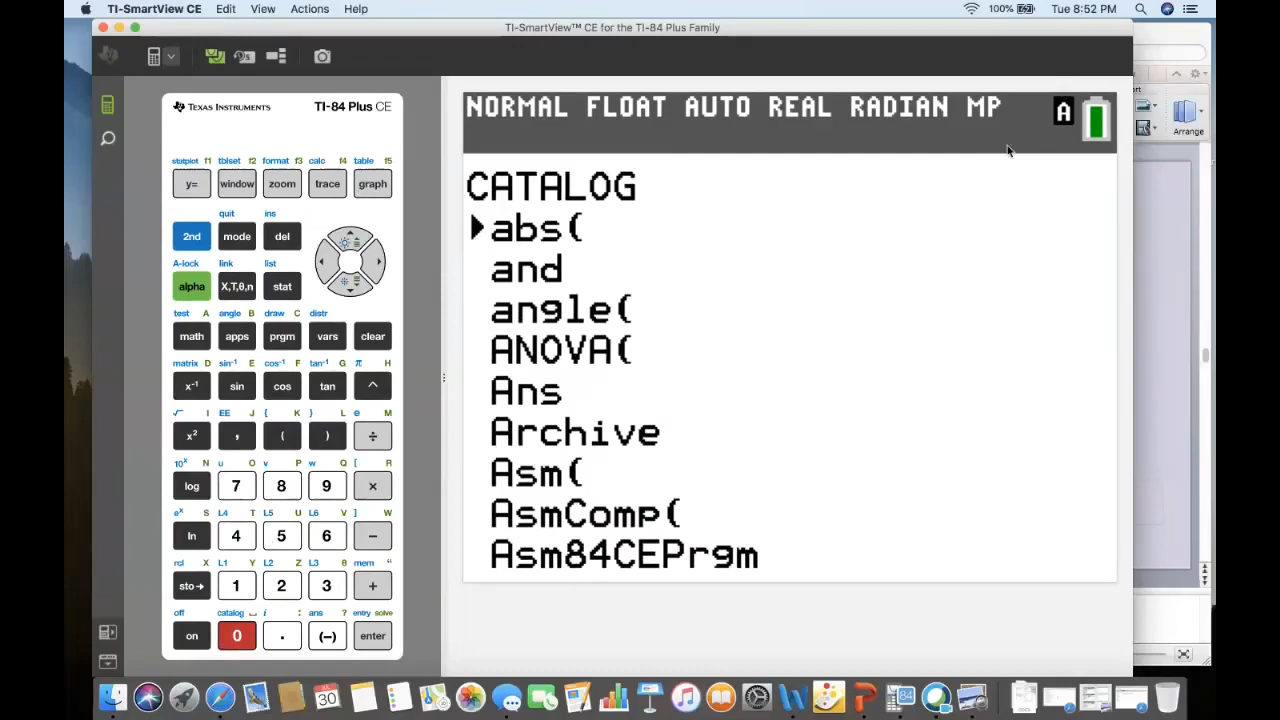 TI-SmartView CE Edit View Actions Help
100% Tue 8:52 PM
TI-SmartView™ CE for the TI-84 Plus Family
TEXAS INSTRUMENTS TI-84 Plus CE
statplot f1 tblset f2 format f3 calc f4 table f5
y= window zoom trace graph
quit ins
2nd mode del
A-lock link list
alpha X,T,θ,n stat
test A angle B draw C distr
math apps prgm vars clear
matrix D sin⁻¹ E cos⁻¹ F tan⁻¹ G π H
x⁻¹ sin cos tan ^
√ I EE J { K } L e M
x² , ( ) ÷
10ˣ N u O v P w Q [ R
log 7 8 9 ×
eˣ S L4 T L5 U L6 V ] W
ln 4 5 6 −
rcl X L1 Y L2 Z L3 θ mem "
sto→ 1 2 3 +
off catalog ␣ i : ans ? entry solve
on 0 . (−) enter
NORMAL FLOAT AUTO REAL RADIAN MP
A
CATALOG
abs(
and
angle(
ANOVA(
Ans
Archive
Asm(
AsmComp(
Asm84CEPrgm
Arrange
JUL
30
84